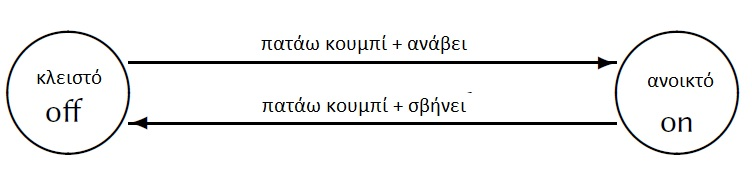 πατάω κουμπί + ανάβει
κλειστό
off
ανοικτό
on
πατάω κουμπί + σβήνει